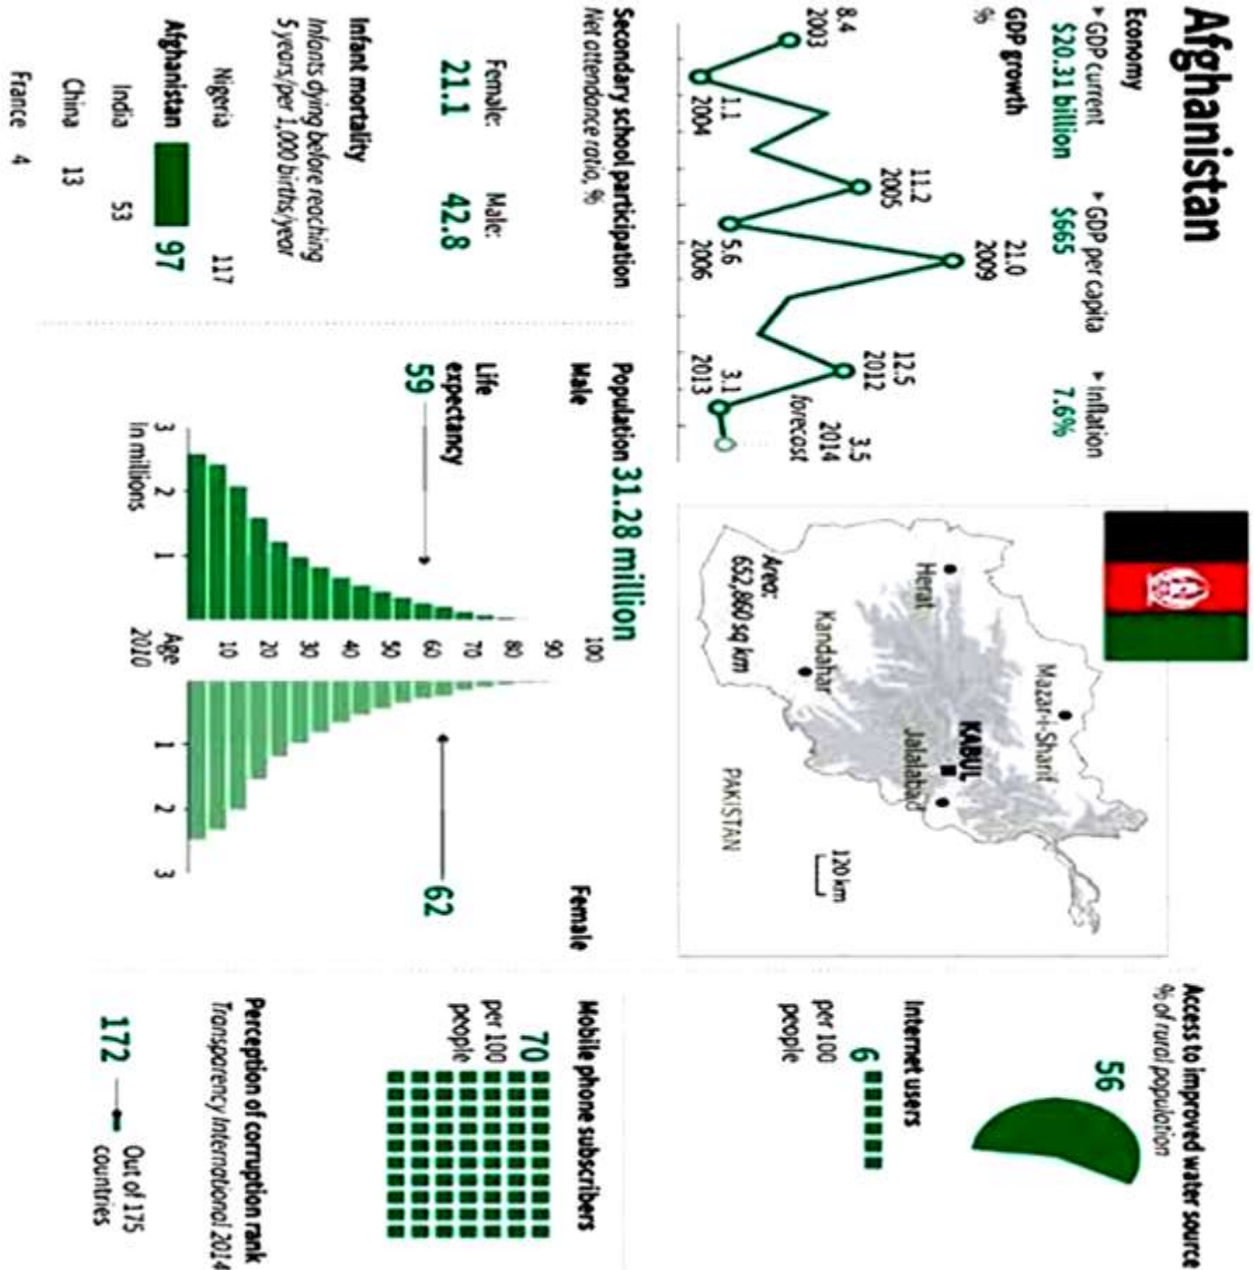 Afghanistan
Economy
▸ GDP current
$20.31 billion
▸ GDP per capita
$665
▸ Inflation
7.6%
GDP growth
%
8.4
2003
1.1
2004
11.2
2005
5.6
2006
21.0
2009
12.5
2012
3.1
2013
3.5
2014
forecast
Mazar-i-Sharif
Herat
KABUL
Jalalabad
Kandahar
Area:
652,860 sq km
PAKISTAN
120 km
Access to improved water source
% of rural population
56
Internet users
6
per 100
people
Secondary school participation
Net attendance ratio, %
Female:
21.1
Male:
42.8
Infant mortality
Infants dying before reaching
5 years/per 1,000 births/year
Nigeria 117
Afghanistan 97
India 53
China 13
France 4
Population 31.28 million
Male
Female
Life
expectancy
59
62
100
90
80
70
60
50
40
30
20
10
Age
2010
3 2 1
1 2 3
in millions
Mobile phone subscribers
70
per 100
people
Perception of corruption rank
Transparency International 2014
172
Out of 175
countries